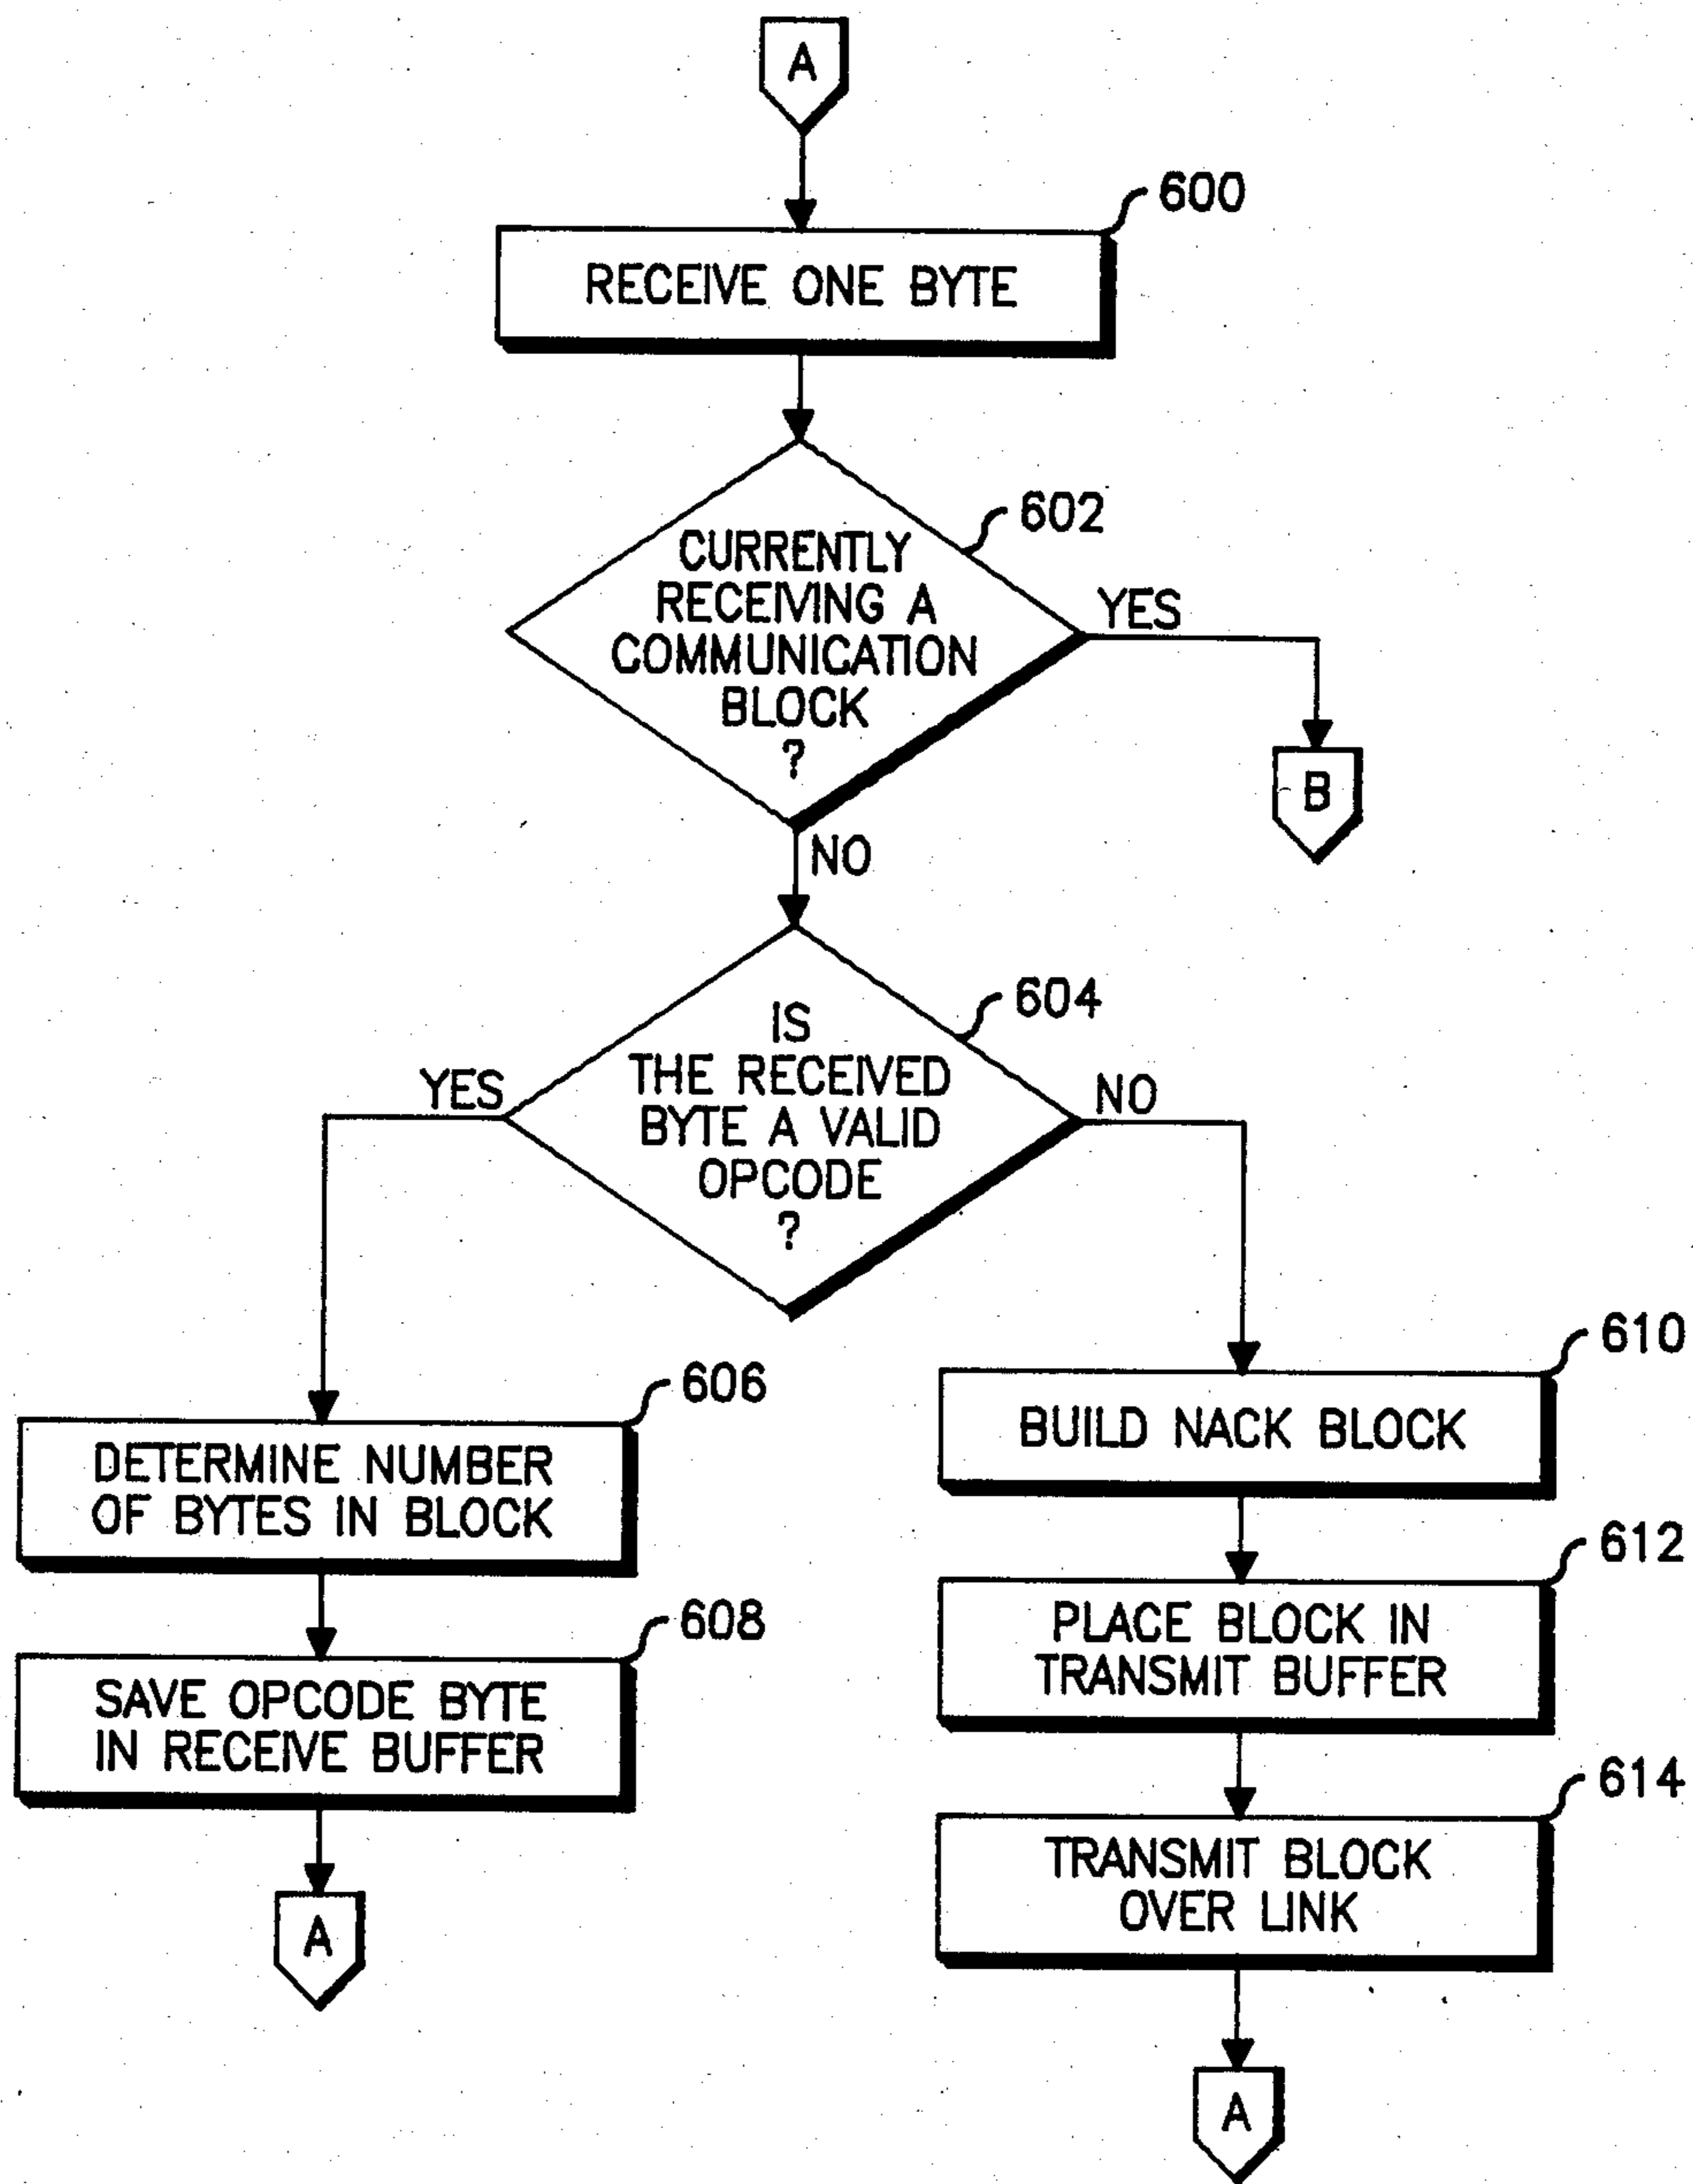 A
600
RECEIVE ONE BYTE
602
CURRENTLY
RECEIVING A
COMMUNICATION
BLOCK
?
YES
B
NO
604
IS
THE RECEIVED
BYTE A VALID
OPCODE
?
YES
NO
606
DETERMINE NUMBER
OF BYTES IN BLOCK
608
SAVE OPCODE BYTE
IN RECEIVE BUFFER
A
610
BUILD NACK BLOCK
612
PLACE BLOCK IN
TRANSMIT BUFFER
614
TRANSMIT BLOCK
OVER LINK
A